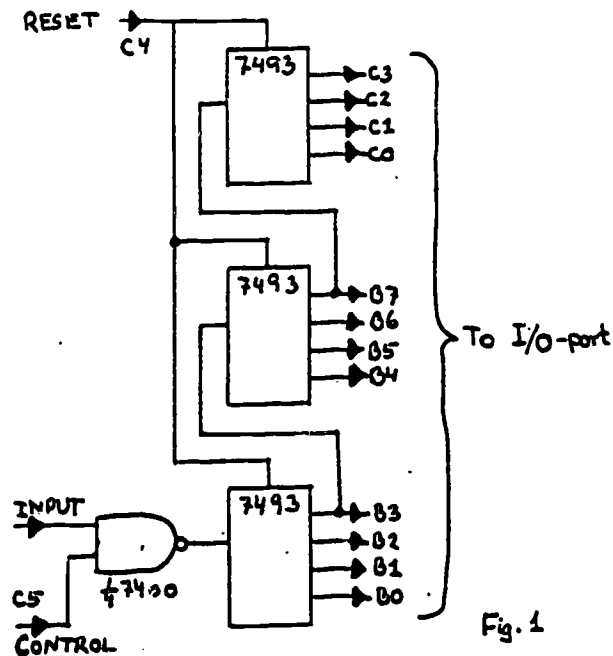 RESET
C4
7493
C3
C2
C1
C0
7493
B7
B6
B5
B4
To I/O-port
7493
INPUT
B3
B2
B1
B0
1/4 7400
C5
CONTROL
Fig. 1